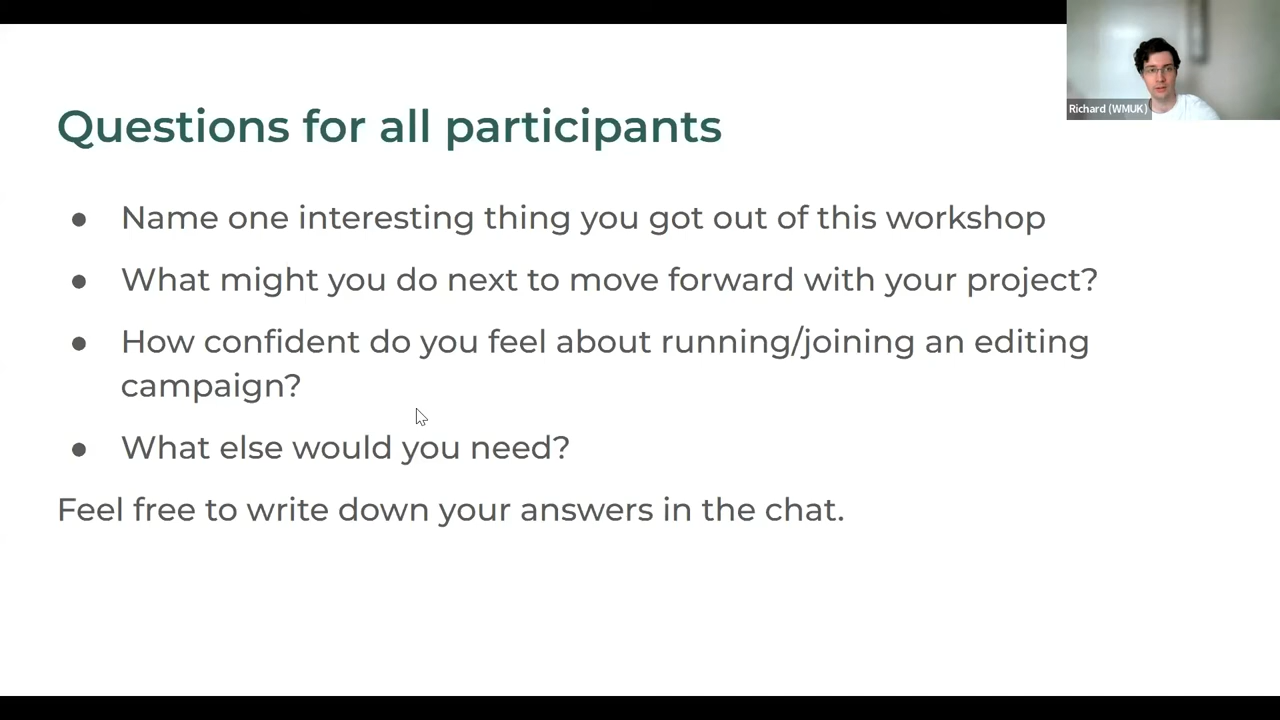 Richard (WMUK)
Questions for all participants
● Name one interesting thing you got out of this workshop
● What might you do next to move forward with your project?
● How confident do you feel about running/joining an editing
campaign?
● What else would you need?
Feel free to write down your answers in the chat.